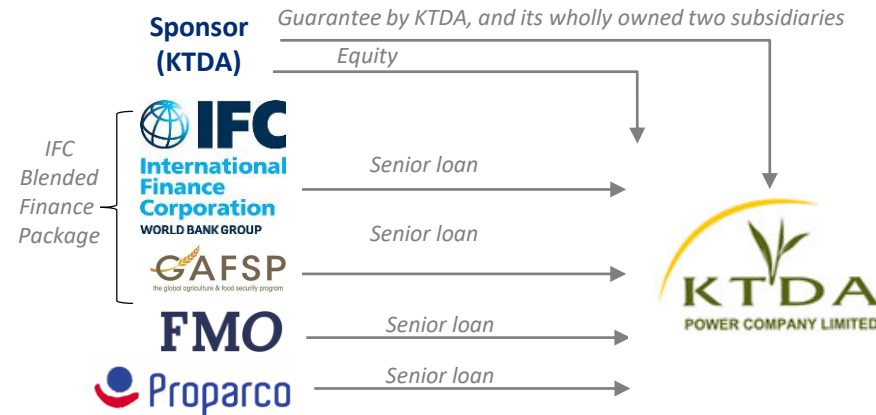 Sponsor
(KTDA)
Guarantee by KTDA, and its wholly owned two subsidiaries
Equity
IFC
Blended
Finance
Package
IFC
International
Finance
Corporation
WORLD BANK GROUP
Senior loan
GAFSP
the global agriculture & food security program
Senior loan
FMO
Senior loan
Proparco
Senior loan
KTDA
POWER COMPANY LIMITED